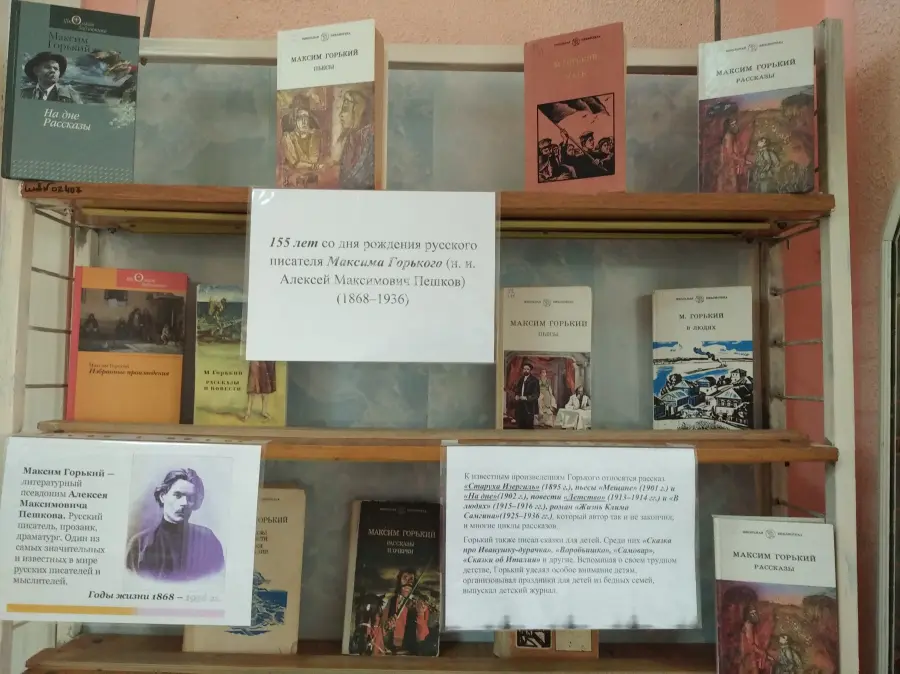 Максим
Горький
На дне
Рассказы
МАКСИМ ГОРЬКИЙ
ПЬЕСЫ
МАКСИМ ГОРЬКИЙ
РАССКАЗЫ
155 лет со дня рождения русского
писателя Максима Горького (н. и.
Алексей Максимович Пешков)
(1868–1936)
Максим Горький
Избранные произведения
М. Горький
РАССКАЗЫ
И ПОВЕСТИ
МАКСИМ ГОРЬКИЙ
ПЬЕСЫ
М. ГОРЬКИЙ
В ЛЮДЯХ
Максим Горький —
литературный
псевдоним Алексея
Максимовича
Пешкова. Русский
писатель, прозаик,
драматург. Один из
самых значительных
и известных в мире
русских писателей и
мыслителей.
Годы жизни 1868 –
ГОРЬКИЙ
МАКСИМ ГОРЬКИЙ
РАССКАЗЫ
И ОЧЕРКИ
К известным произведениям Горького относятся рассказ
«Старуха Изергиль» (1895 г.), пьесы «Мещане» (1901 г.) и
«На дне»(1902 г.), повести «Детство» (1913–1914 гг.) и «В
людях» (1915–1916 гг.), роман «Жизнь Клима
Самгина»(1925–1936 гг.), который автор так и не закончил,
и многие циклы рассказов.
Горький также писал сказки для детей. Среди них «Сказка
про Иванушку-дурачка», «Воробьишко», «Самовар»,
«Сказки об Италии» и другие. Вспоминая о своем трудном
детстве, Горький уделял особое внимание детям,
организовывал праздники для детей из бедных семей,
выпускал детский журнал.
МАКСИМ ГОРЬКИЙ
РАССКАЗЫ